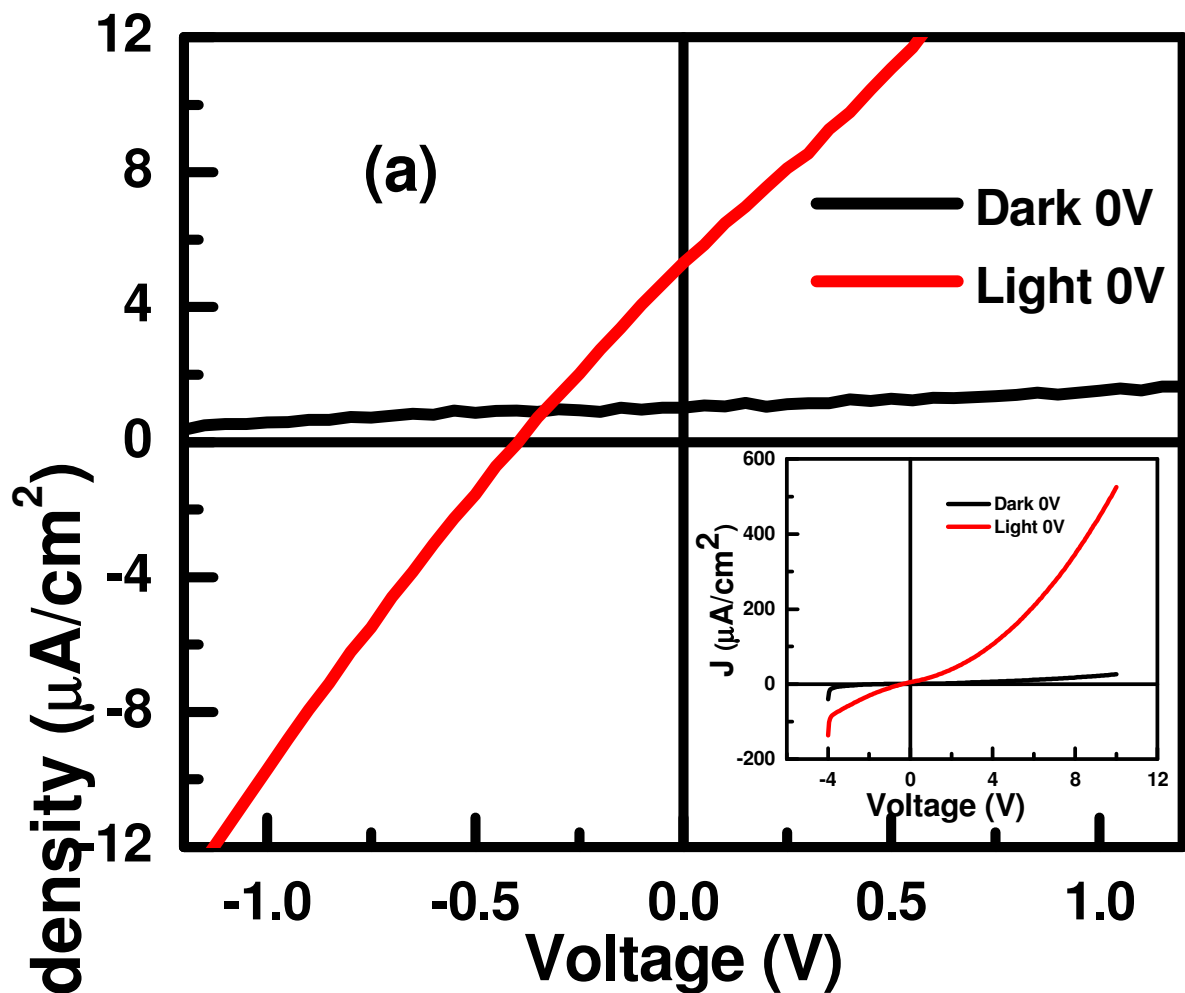 (a)
12
8
4
0
-4
-8
-12
density (μA/cm²)
Dark 0V
Light 0V
-1.0 -0.5 0.0 0.5 1.0
Voltage (V)
600
400
200
0
-200
J (μA/cm²)
Dark 0V
Light 0V
-4 0 4 8 12
Voltage (V)